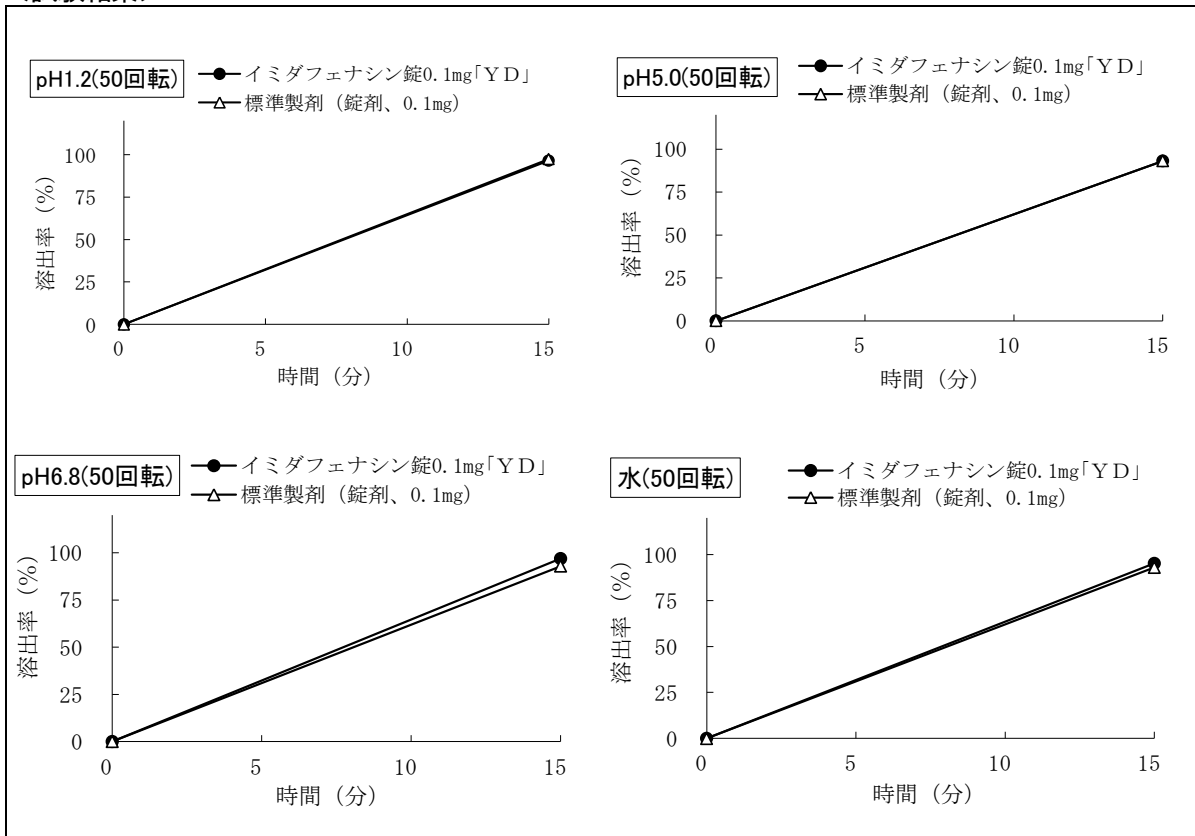 pH1.2(50回転)
イミダフェナシン錠0.1mg「ＹＤ」
標準製剤（錠剤、0.1mg）
溶出率（%）
100
75
50
25
0
0 5 10 15
時間（分）
pH5.0(50回転)
イミダフェナシン錠0.1mg「ＹＤ」
標準製剤（錠剤、0.1mg）
溶出率（%）
100
75
50
25
0
0 5 10 15
時間（分）
pH6.8(50回転)
イミダフェナシン錠0.1mg「ＹＤ」
標準製剤（錠剤、0.1mg）
溶出率（%）
100
75
50
25
0
0 5 10 15
時間（分）
水(50回転)
イミダフェナシン錠0.1mg「ＹＤ」
標準製剤（錠剤、0.1mg）
溶出率（%）
100
75
50
25
0
0 5 10 15
時間（分）